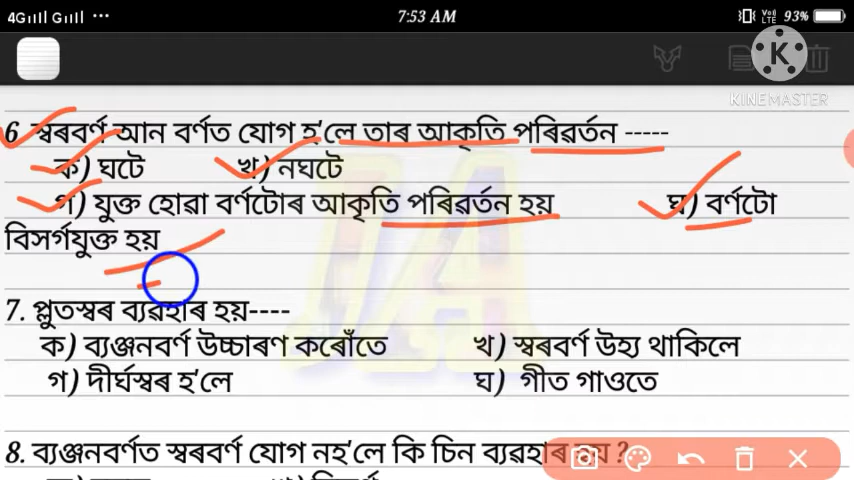 4G G
7:53 AM
Vo) LTE 93%
K
KINEMASTER
6 স্বৰবৰ্ণ আন বৰ্ণত যোগ হ'লে তাৰ আকৃতি পৰিৱৰ্তন -----
ক) ঘটে খ) নঘটে
গ) যুক্ত হোৱা বৰ্ণটোৰ আকৃতি পৰিৱৰ্তন হয় ঘ) বৰ্ণটো
বিসৰ্গযুক্ত হয়
7. প্লুতস্বৰ ব্যৱহাৰ হয়----
ক) ব্যঞ্জনবৰ্ণ উচ্চাৰণ কৰোঁতে খ) স্বৰবৰ্ণ উহ্য থাকিলে
গ) দীৰ্ঘস্বৰ হ'লে ঘ) গীত গাওতে
8. ব্যঞ্জনবৰ্ণত স্বৰবৰ্ণ যোগ নহ'লে কি চিন ব্যৱহাৰ হয় ?